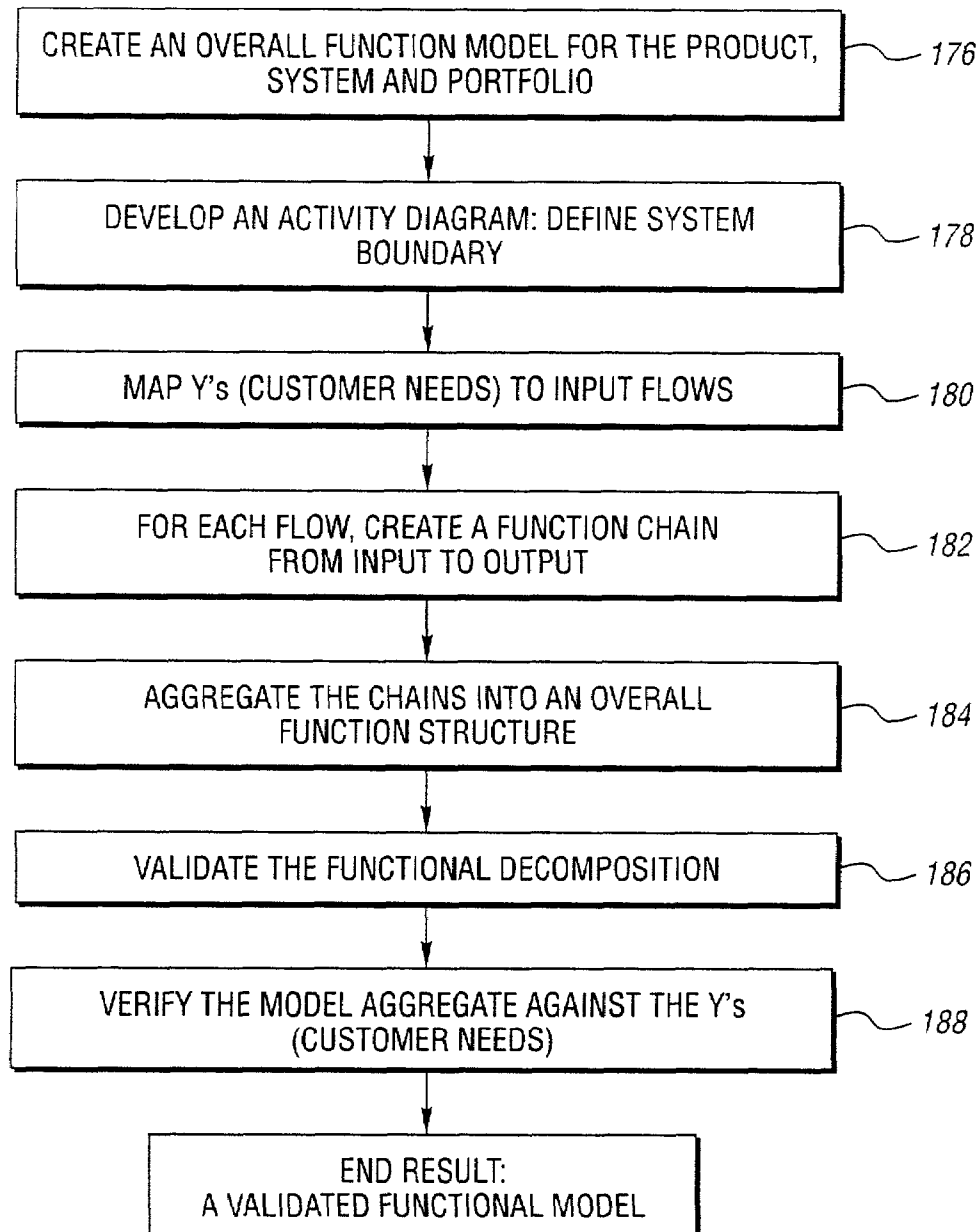 CREATE AN OVERALL FUNCTION MODEL FOR THE PRODUCT,
SYSTEM AND PORTFOLIO
176
DEVELOP AN ACTIVITY DIAGRAM: DEFINE SYSTEM
BOUNDARY
178
MAP Y's (CUSTOMER NEEDS) TO INPUT FLOWS
180
FOR EACH FLOW, CREATE A FUNCTION CHAIN
FROM INPUT TO OUTPUT
182
AGGREGATE THE CHAINS INTO AN OVERALL
FUNCTION STRUCTURE
184
VALIDATE THE FUNCTIONAL DECOMPOSITION
186
VERIFY THE MODEL AGGREGATE AGAINST THE Y's
(CUSTOMER NEEDS)
188
END RESULT:
A VALIDATED FUNCTIONAL MODEL